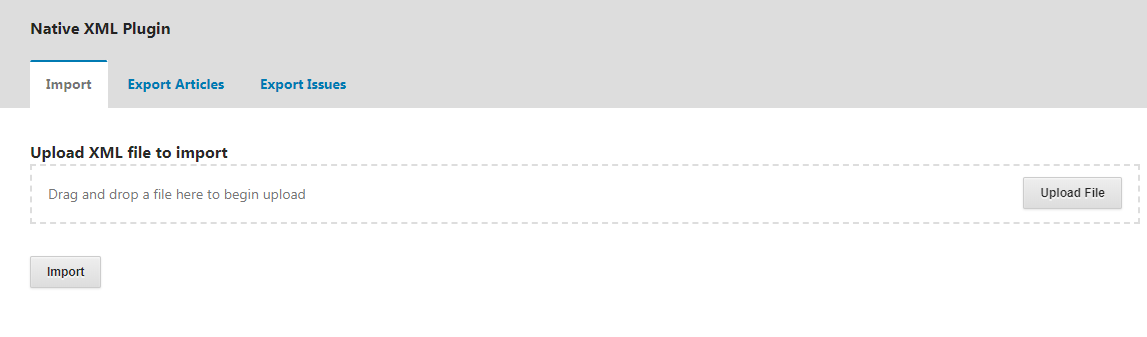 Native XML Plugin
Import Export Articles Export Issues
Upload XML file to import
Drag and drop a file here to begin upload Upload File
Import